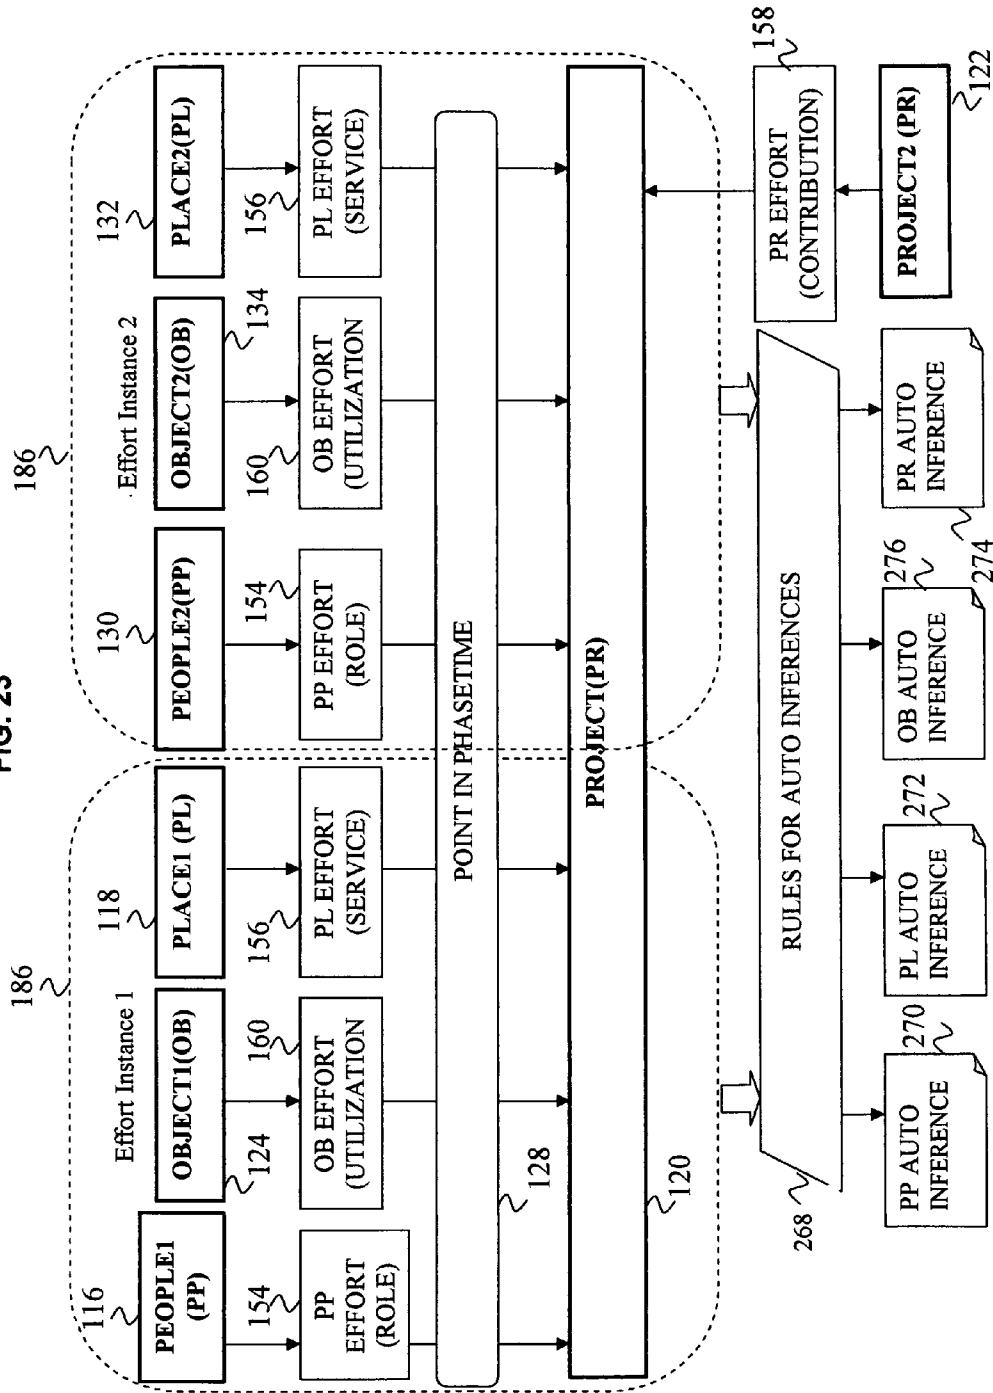 FIG. 23
186
186
Effort Instance 1
Effort Instance 2
116
124
118
130
134
132
PEOPLE1
(PP)
OBJECT1(OB)
PLACE1 (PL)
PEOPLE2(PP)
OBJECT2(OB)
PLACE2(PL)
154
160
156
154
160
156
PP
EFFORT
(ROLE)
OB EFFORT
(UTILIZATION)
PL EFFORT
(SERVICE)
PP EFFORT
(ROLE)
OB EFFORT
(UTILIZATION)
PL EFFORT
(SERVICE)
POINT IN PHASETIME
128
PROJECT(PR)
120
268
RULES FOR AUTO INFERENCES
PR EFFORT
(CONTRIBUTION)
158
PROJECT2 (PR)
122
PP AUTO
INFERENCE
270
PL AUTO
INFERENCE
272
OB AUTO
INFERENCE
276
PR AUTO
INFERENCE
274